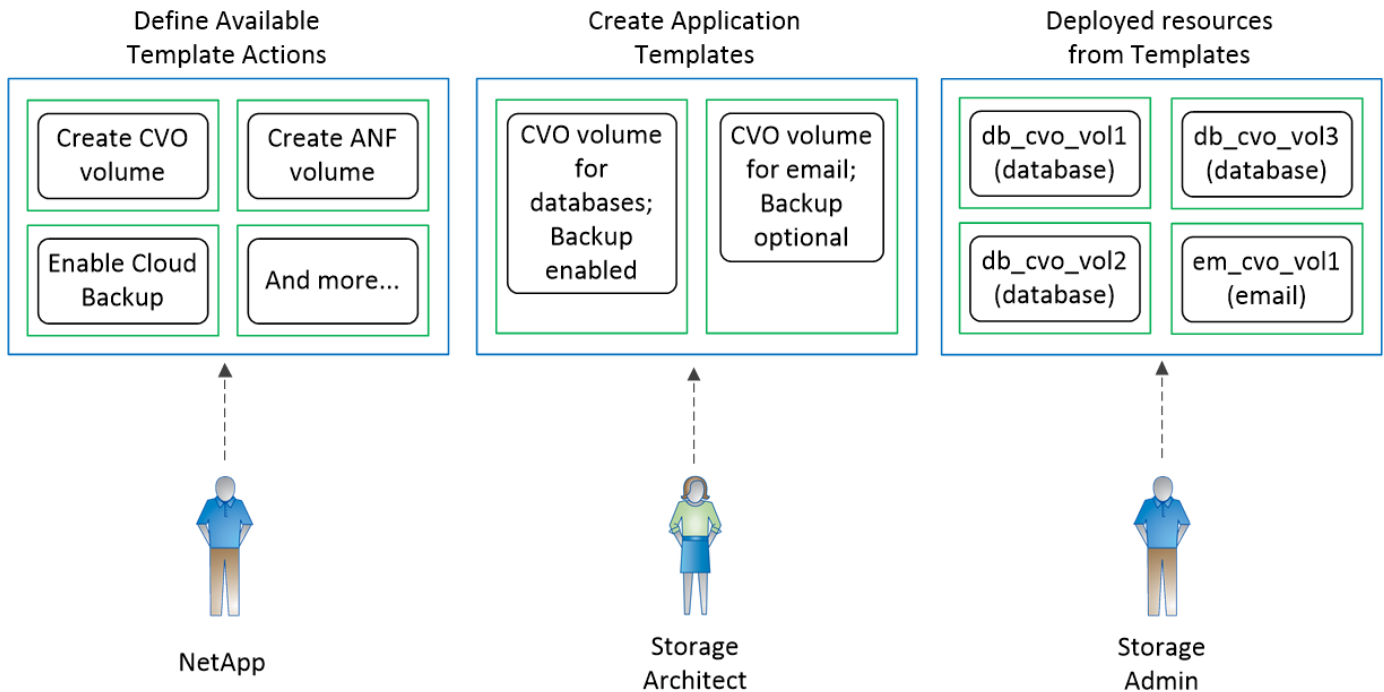 Define Available
Template Actions
Create CVO
volume
Create ANF
volume
Enable Cloud
Backup
And more...
NetApp
Create Application
Templates
CVO volume
for
databases;
Backup
enabled
CVO volume
for email;
Backup
optional
Storage
Architect
Deployed resources
from Templates
db_cvo_vol1
(database)
db_cvo_vol3
(database)
db_cvo_vol2
(database)
em_cvo_vol1
(email)
Storage
Admin